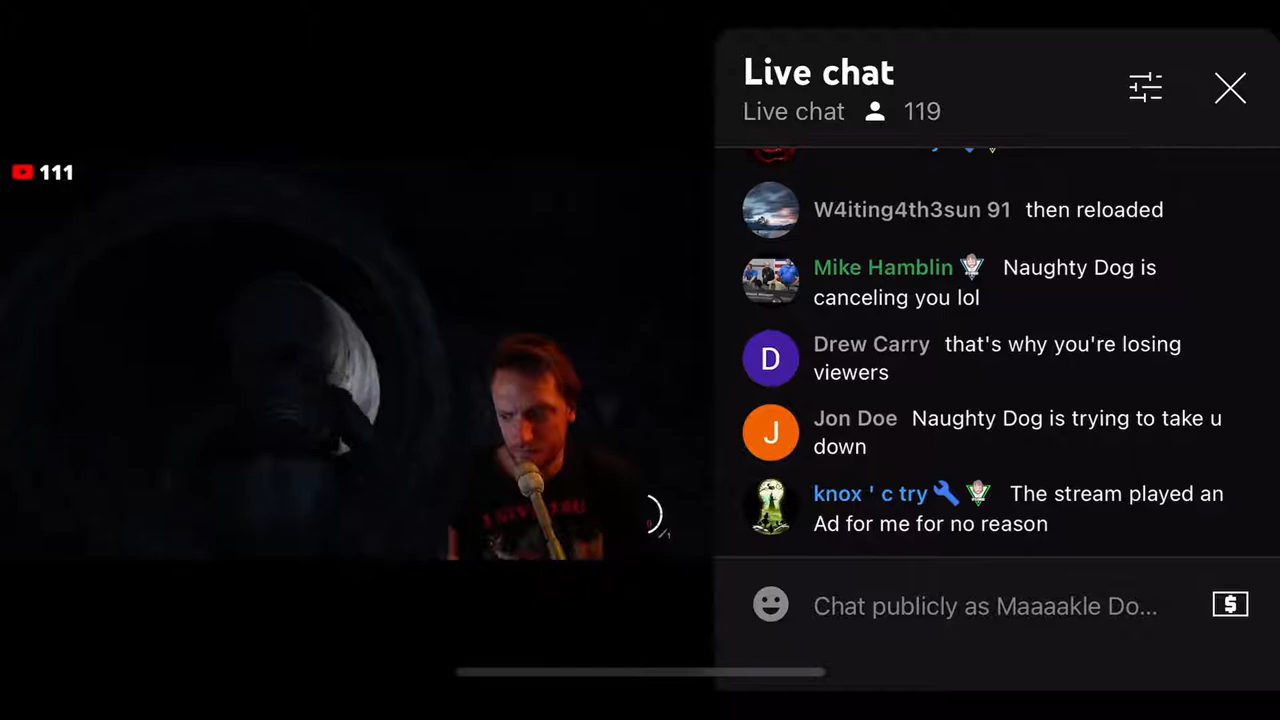 Live chat
Live chat 119
111
W4iting4th3sun 91 then reloaded
Mike Hamblin Naughty Dog is
canceling you lol
D
Drew Carry that's why you're losing
viewers
J
Jon Doe Naughty Dog is trying to take u
down
knox ' c try The stream played an
Ad for me for no reason
Chat publicly as Maaaakle Do...
$